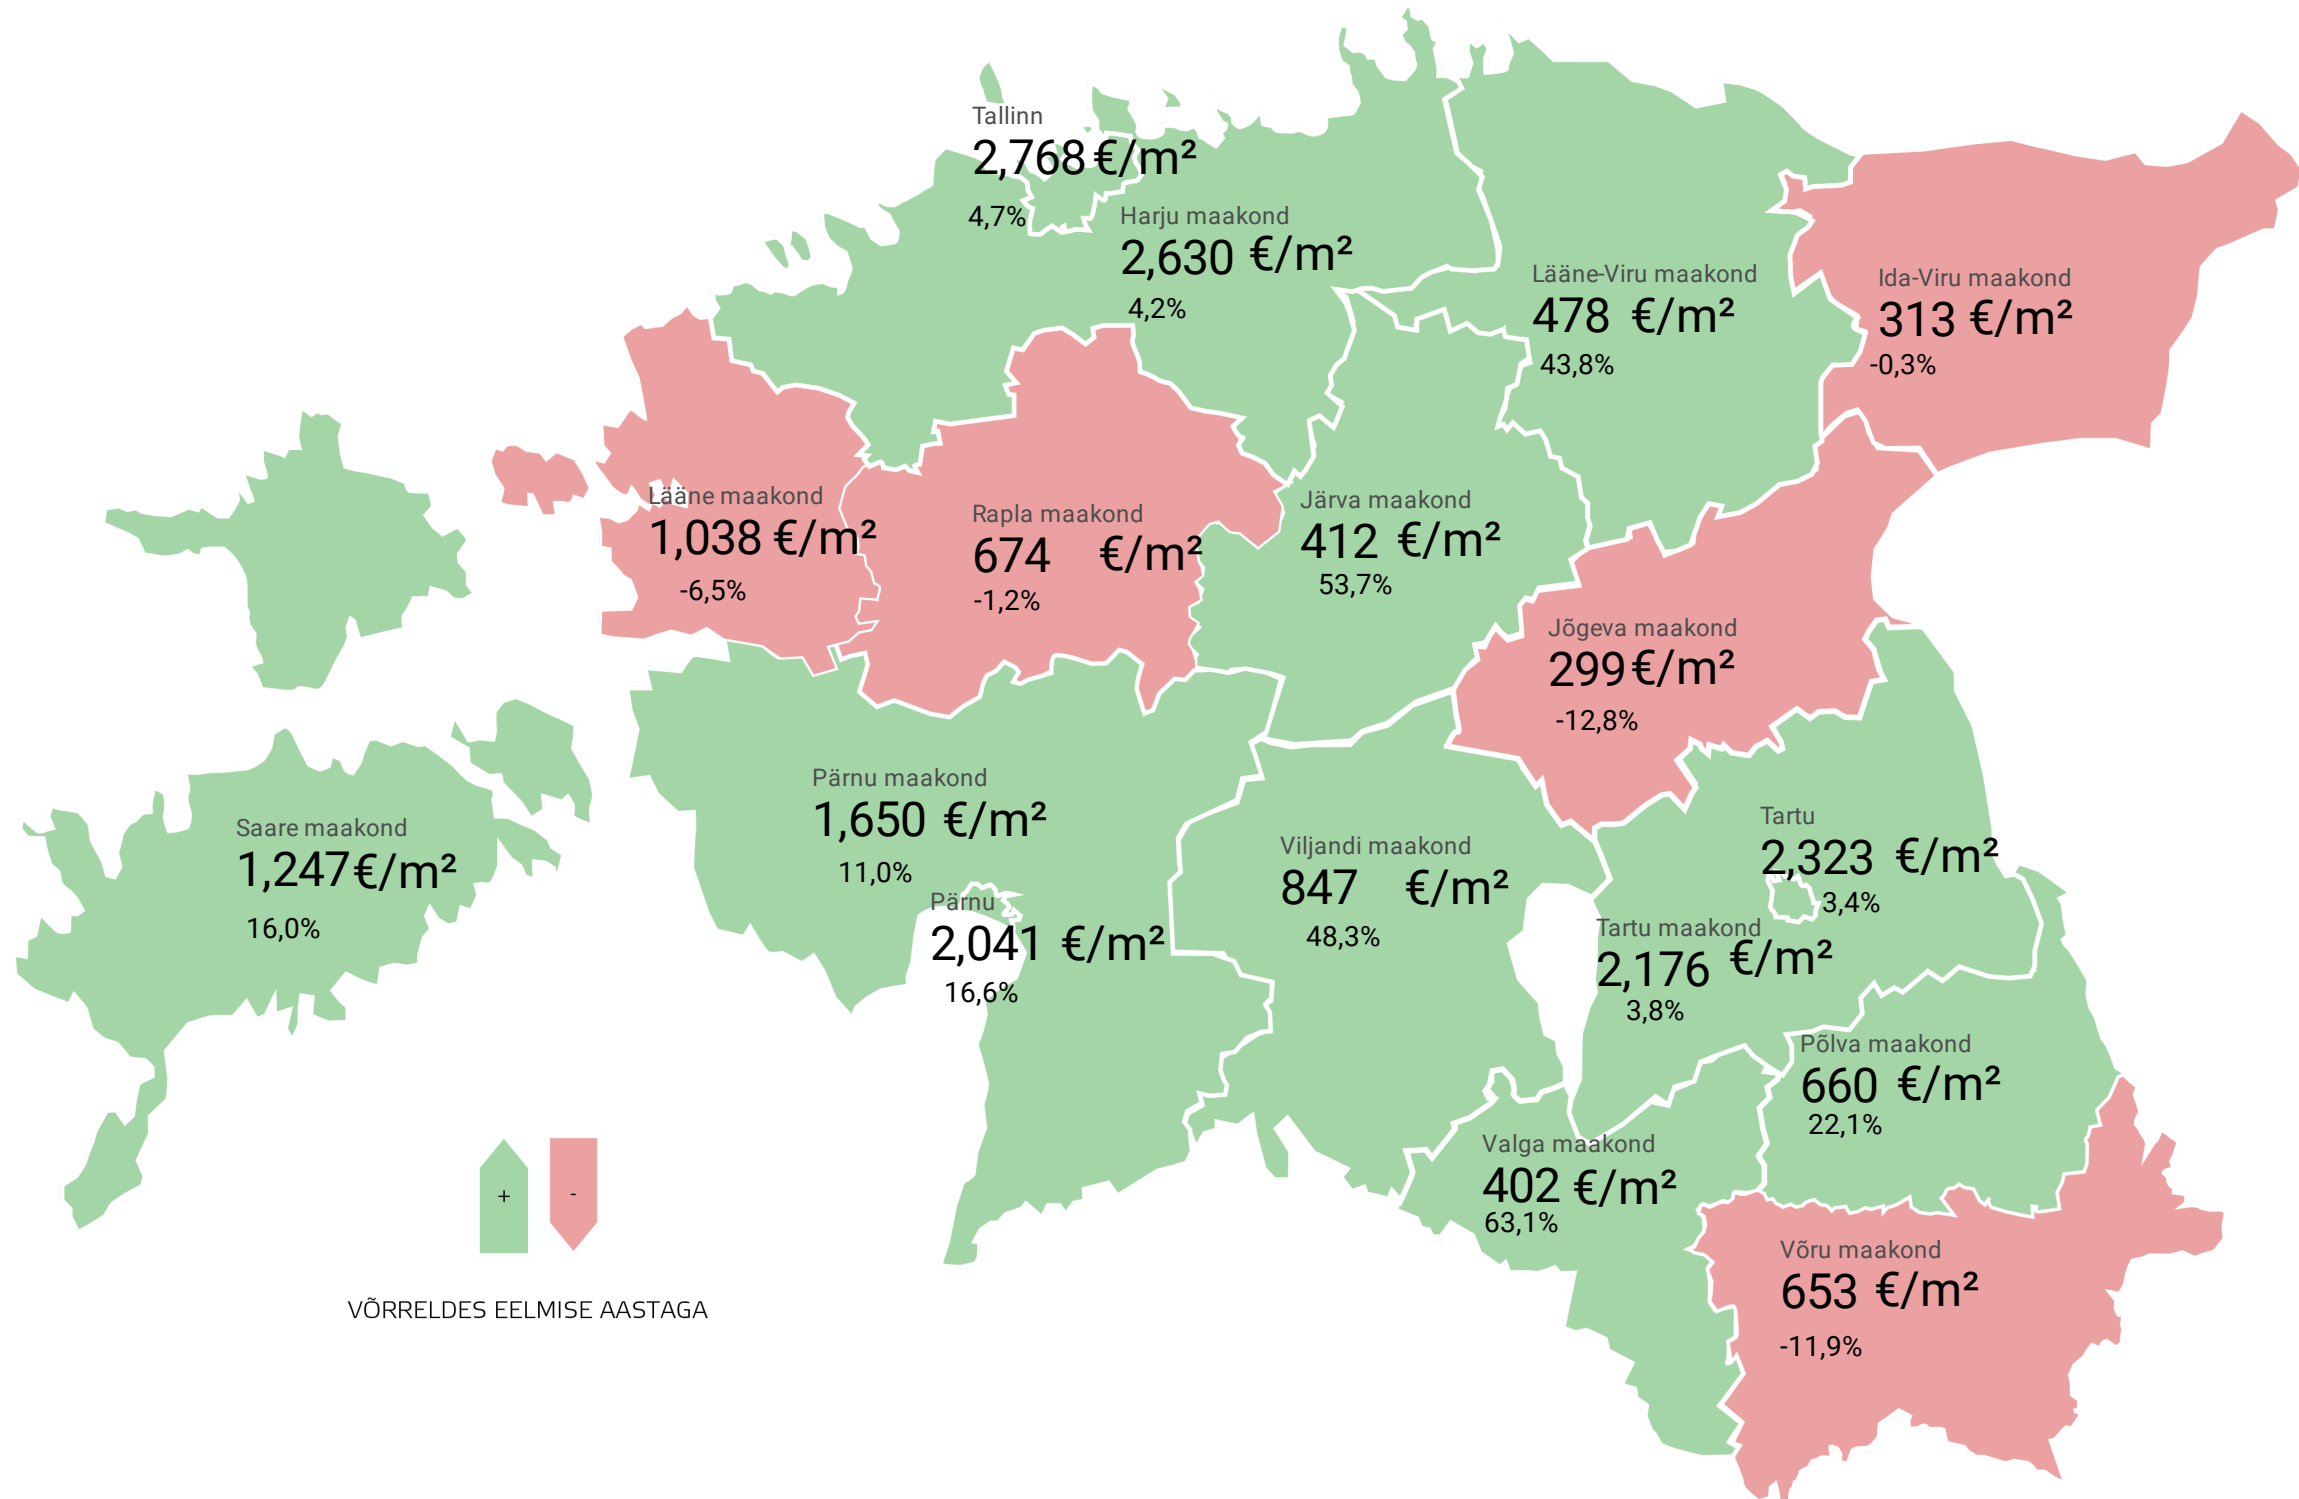 Tallinn
2,768 €/m²
4,7%
Harju maakond
2,630 €/m²
4,2%
Lääne-Viru maakond
478 €/m²
43,8%
Ida-Viru maakond
313 €/m²
-0,3%
Lääne maakond
1,038 €/m²
-6,5%
Rapla maakond
674 €/m²
-1,2%
Järva maakond
412 €/m²
53,7%
Jõgeva maakond
299 €/m²
-12,8%
Saare maakond
1,247 €/m²
16,0%
Pärnu maakond
1,650 €/m²
11,0%
Pärnu
2,041 €/m²
16,6%
Viljandi maakond
847 €/m²
48,3%
Tartu
2,323 €/m²
3,4%
Tartu maakond
2,176 €/m²
3,8%
Põlva maakond
660 €/m²
22,1%
Valga maakond
402 €/m²
63,1%
Võru maakond
653 €/m²
-11,9%
+ -
VÕRRELDES EELMISE AASTAGA